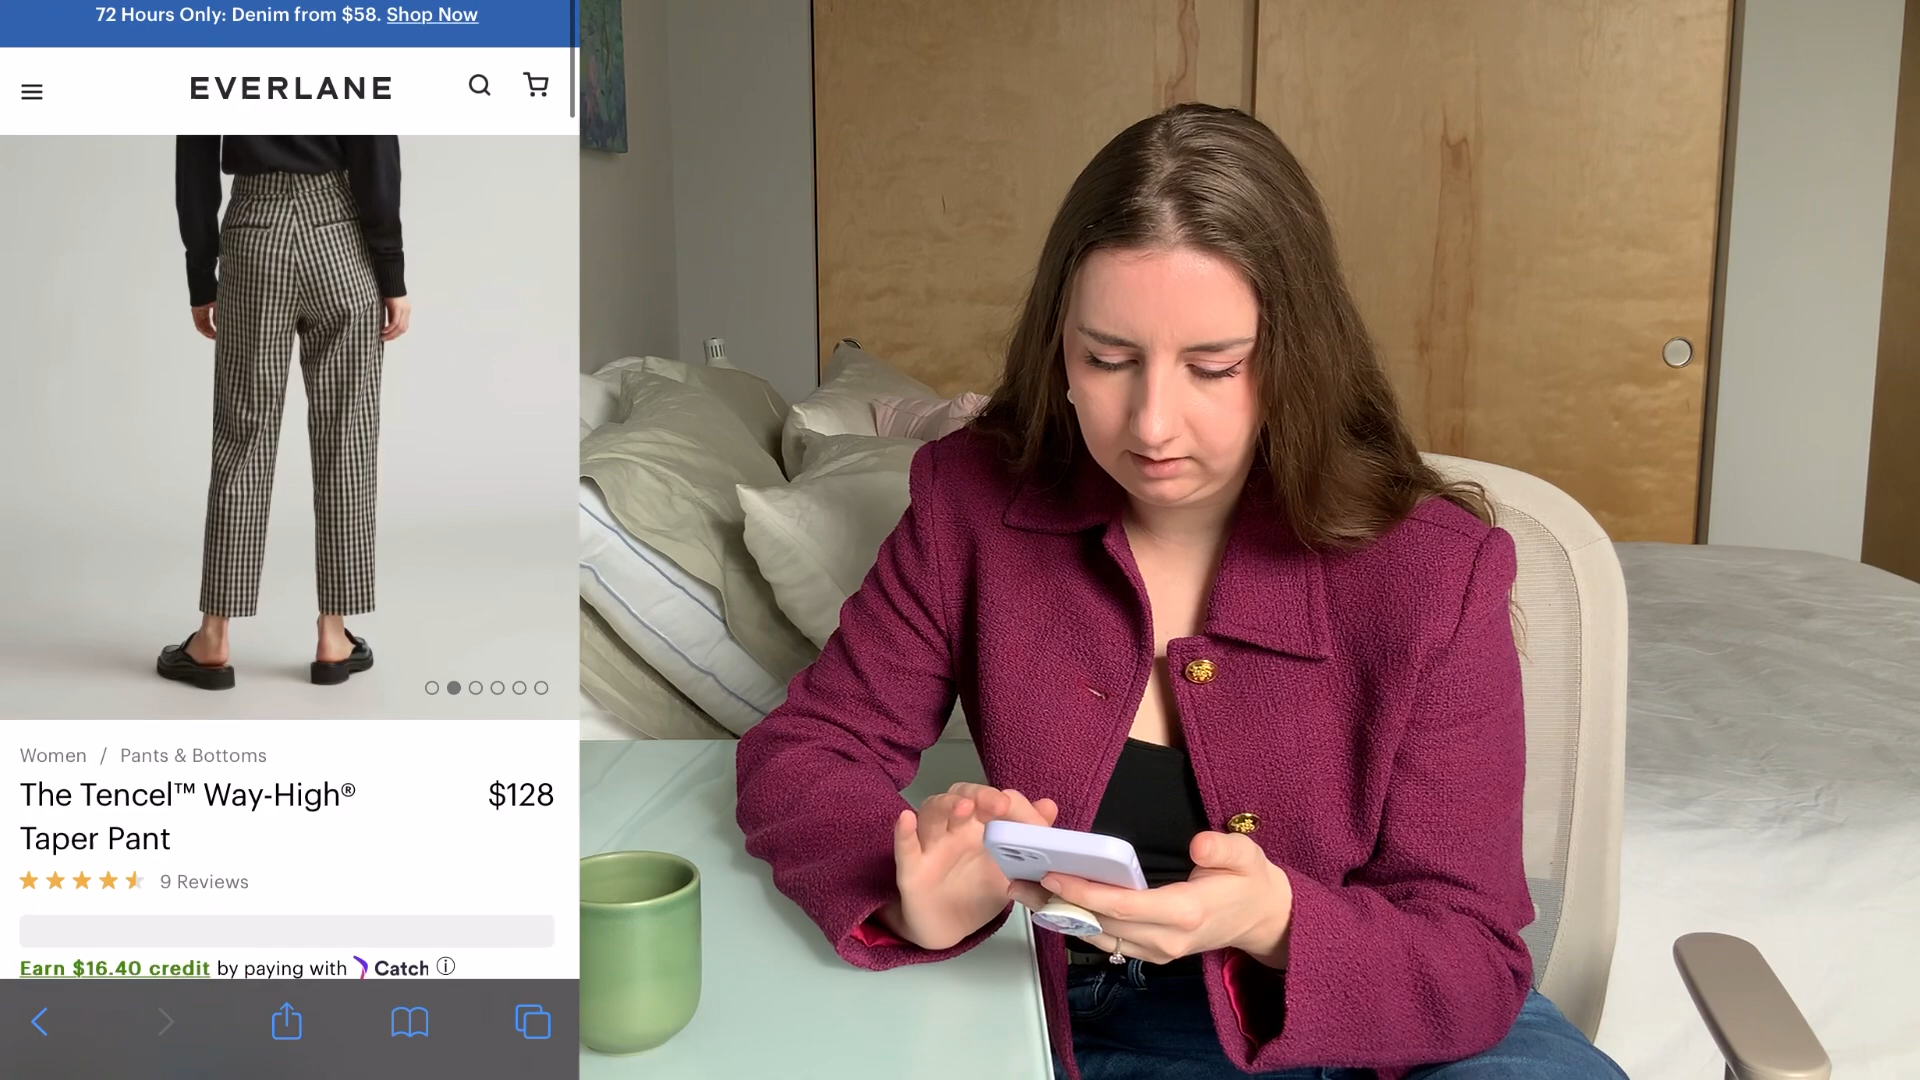 72 Hours Only: Denim from $58. Shop Now
EVERLANE
Women / Pants & Bottoms
The Tencel™ Way-High® $128
Taper Pant
9 Reviews
Earn $16.40 credit by paying with Catch